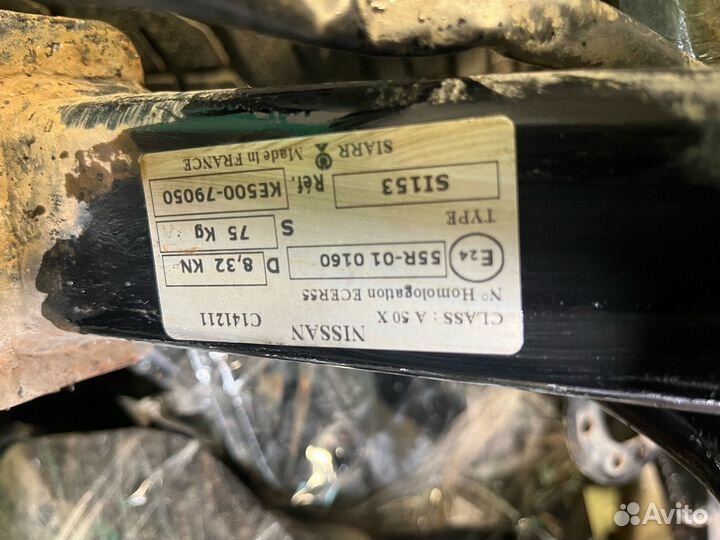 NISSAN
CLASS : A 50 X C141211
N° Homologation ECER55
E24 55R-01 0160 D 8,32 KN
TYPE S 75 Kg
SI153 Réf. KE500-79050
SIARR Made in FRANCE
Avito